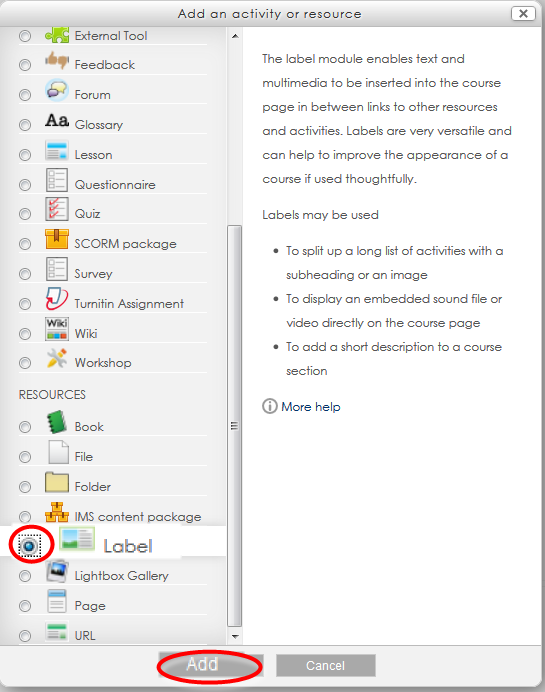 Add an activity or resource
External Tool
Feedback
Forum
Aa Glossary
Lesson
Questionnaire
Quiz
SCORM package
Survey
Turnitin Assignment
Wiki Wiki
Workshop
RESOURCES
Book
File
Folder
IMS content package
Label
Lightbox Gallery
Page
URL
The label module enables text and
multimedia to be inserted into the course
page in between links to other resources
and activities. Labels are very versatile and
can help to improve the appearance of a
course if used thoughtfully.
Labels may be used
• To split up a long list of activities with a
subheading or an image
• To display an embedded sound file or
video directly on the course page
• To add a short description to a course
section
More help
Add
Cancel